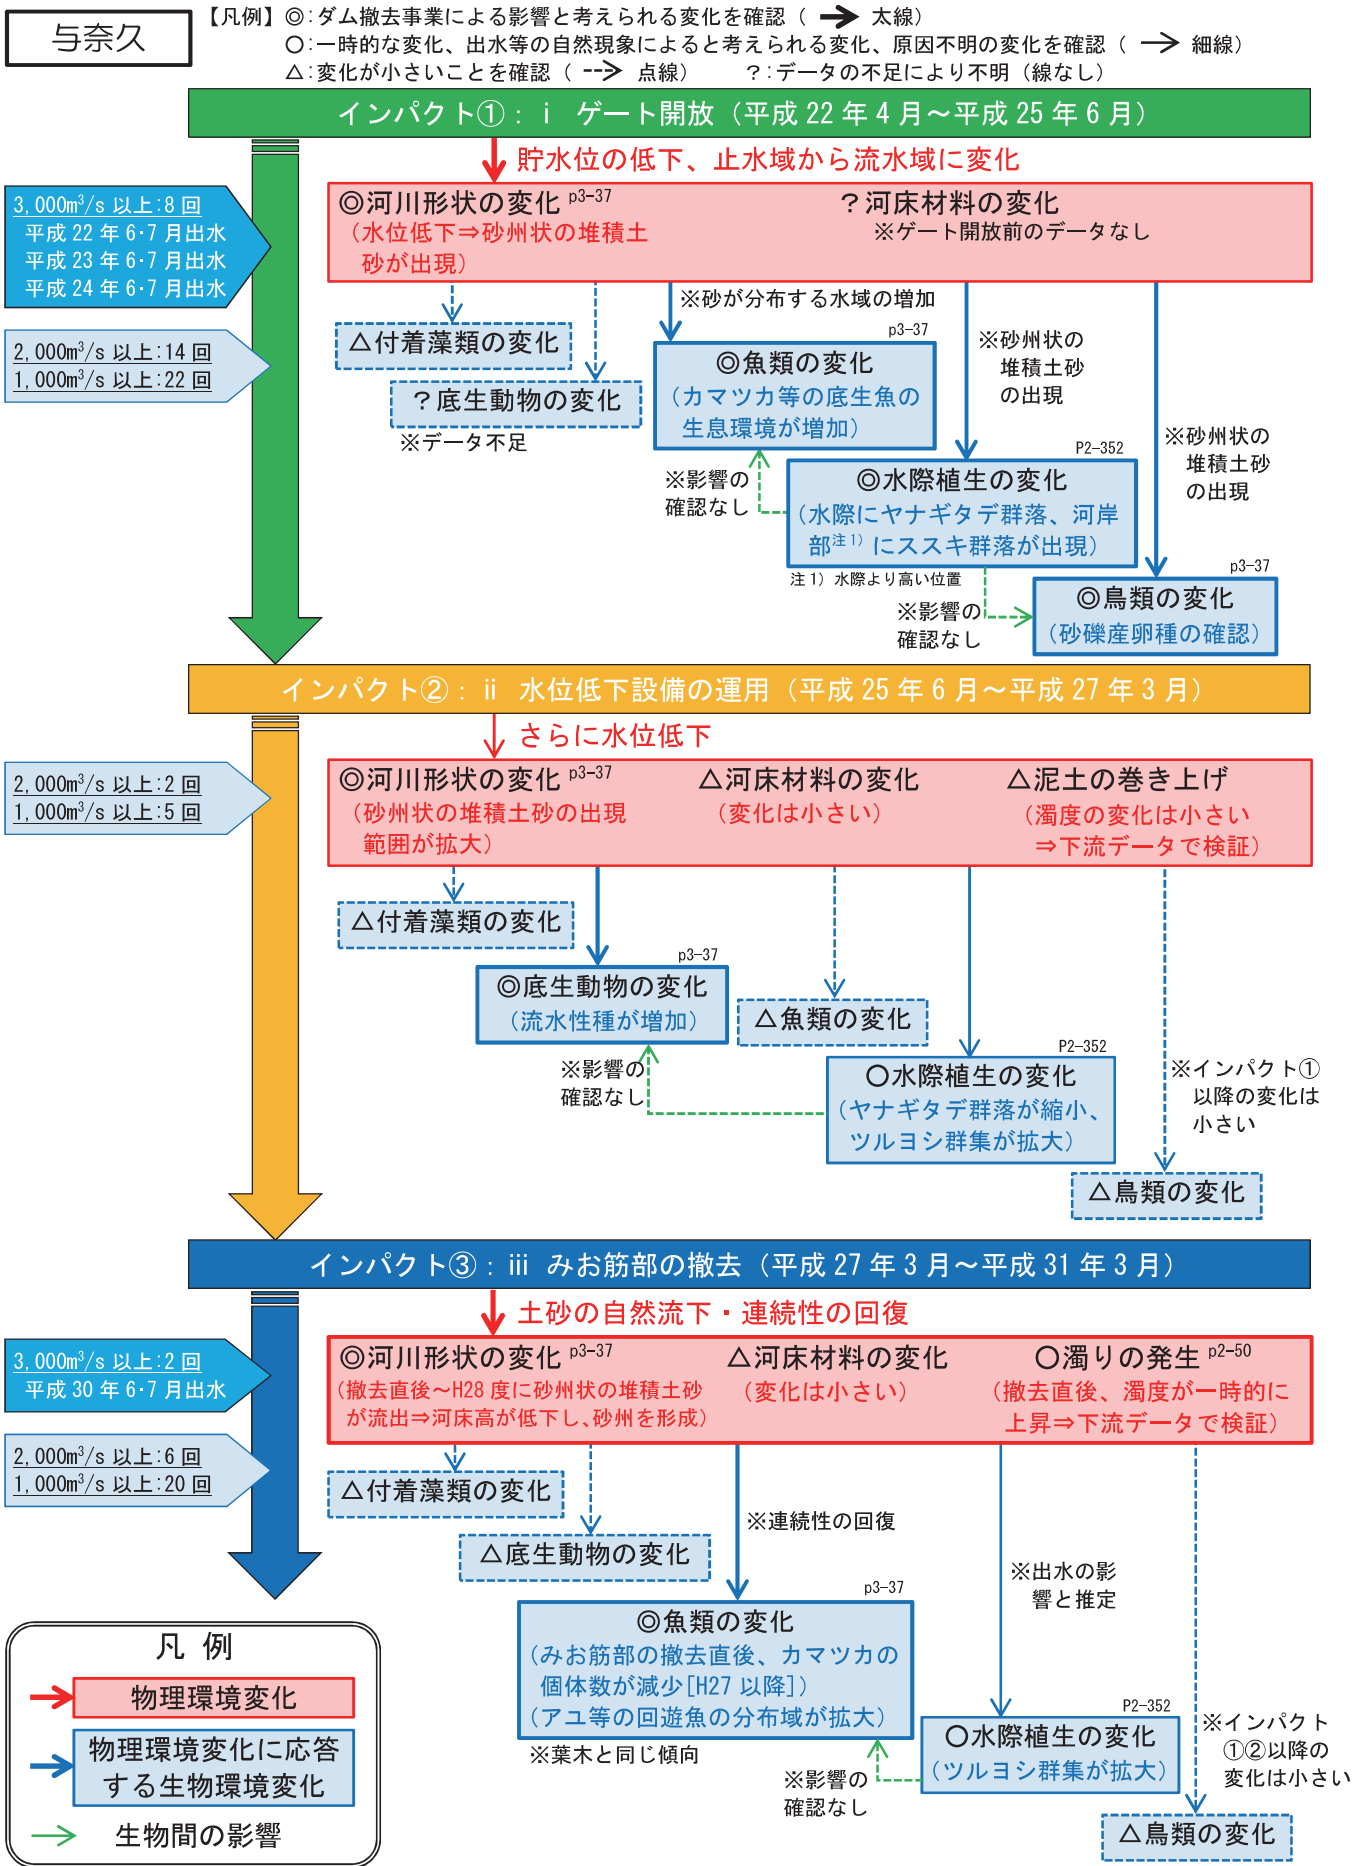 与奈久
【凡例】◎:ダム撤去事業による影響と考えられる変化を確認（ 太線）
○:一時的な変化、出水等の自然現象によると考えられる変化、原因不明の変化を確認（ 細線）
△:変化が小さいことを確認（ 点線） ?:データの不足により不明（線なし）
インパクト①: i ゲート開放（平成 22 年 4 月～平成 25 年 6 月）
貯水位の低下、止水域から流水域に変化
3,000m³/s 以上:8 回
平成 22 年 6・7 月出水
平成 23 年 6・7 月出水
平成 24 年 6・7 月出水
2,000m³/s 以上:14 回
1,000m³/s 以上:22 回
◎河川形状の変化 p3-37
（水位低下⇒砂州状の堆積土
砂が出現）
?河床材料の変化
※ゲート開放前のデータなし
△付着藻類の変化
?底生動物の変化
※データ不足
※砂が分布する水域の増加
p3-37
◎魚類の変化
（カマツカ等の底生魚の
生息環境が増加）
※砂州状の
堆積土砂
の出現
※影響の
確認なし
P2-352
◎水際植生の変化
（水際にヤナギタデ群落、河岸
部注1）にススキ群落が出現）
注 1）水際より高い位置
※砂州状の
堆積土砂
の出現
※影響の
確認なし
p3-37
◎鳥類の変化
（砂礫産卵種の確認）
インパクト②: ii 水位低下設備の運用（平成 25 年 6 月～平成 27 年 3 月）
さらに水位低下
2,000m³/s 以上:2 回
1,000m³/s 以上:5 回
◎河川形状の変化 p3-37
（砂州状の堆積土砂の出現
範囲が拡大）
△河床材料の変化
（変化は小さい）
△泥土の巻き上げ
（濁度の変化は小さい
⇒下流データで検証）
△付着藻類の変化
p3-37
◎底生動物の変化
（流水性種が増加）
△魚類の変化
※影響の
確認なし
P2-352
○水際植生の変化
（ヤナギタデ群落が縮小、
ツルヨシ群集が拡大）
※インパクト①
以降の変化は
小さい
△鳥類の変化
インパクト③: iii みお筋部の撤去（平成 27 年 3 月～平成 31 年 3 月）
土砂の自然流下・連続性の回復
3,000m³/s 以上:2 回
平成 30 年 6・7 月出水
2,000m³/s 以上:6 回
1,000m³/s 以上:20 回
◎河川形状の変化 p3-37
（撤去直後～H28 度に砂州状の堆積土砂
が流出⇒河床高が低下し、砂州を形成）
△河床材料の変化
（変化は小さい）
○濁りの発生 p2-50
（撤去直後、濁度が一時的に
上昇⇒下流データで検証）
△付着藻類の変化
△底生動物の変化
※連続性の回復
p3-37
◎魚類の変化
（みお筋部の撤去直後、カマツカの
個体数が減少[H27 以降]）
（アユ等の回遊魚の分布域が拡大）
※葉木と同じ傾向
※出水の影
響と推定
※影響の
確認なし
P2-352
○水際植生の変化
（ツルヨシ群集が拡大）
※インパクト
①②以降の
変化は小さい
△鳥類の変化
凡 例
物理環境変化
物理環境変化に応答
する生物環境変化
生物間の影響